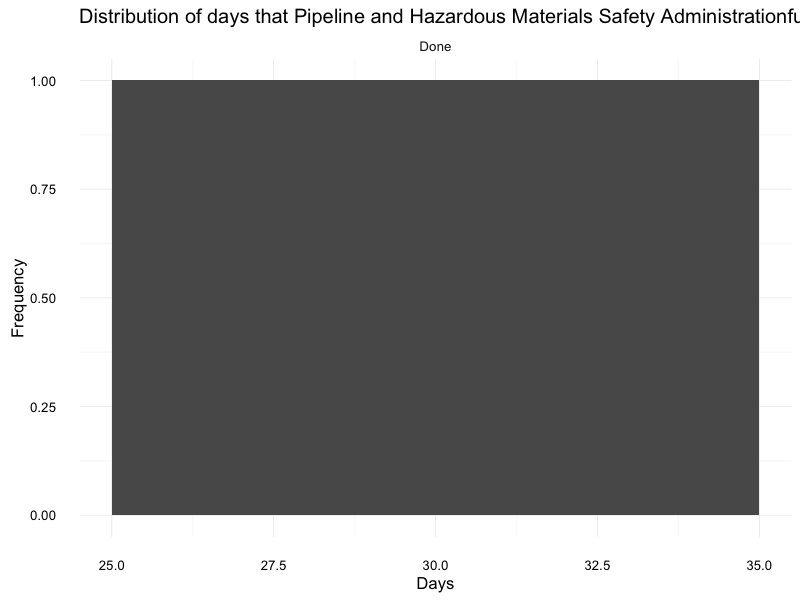 Distribution of days that Pipeline and Hazardous Materials Safety Administrationfu
Done
1.00
0.75
0.50
0.25
0.00
Frequency
25.0 27.5 30.0 32.5 35.0
Days